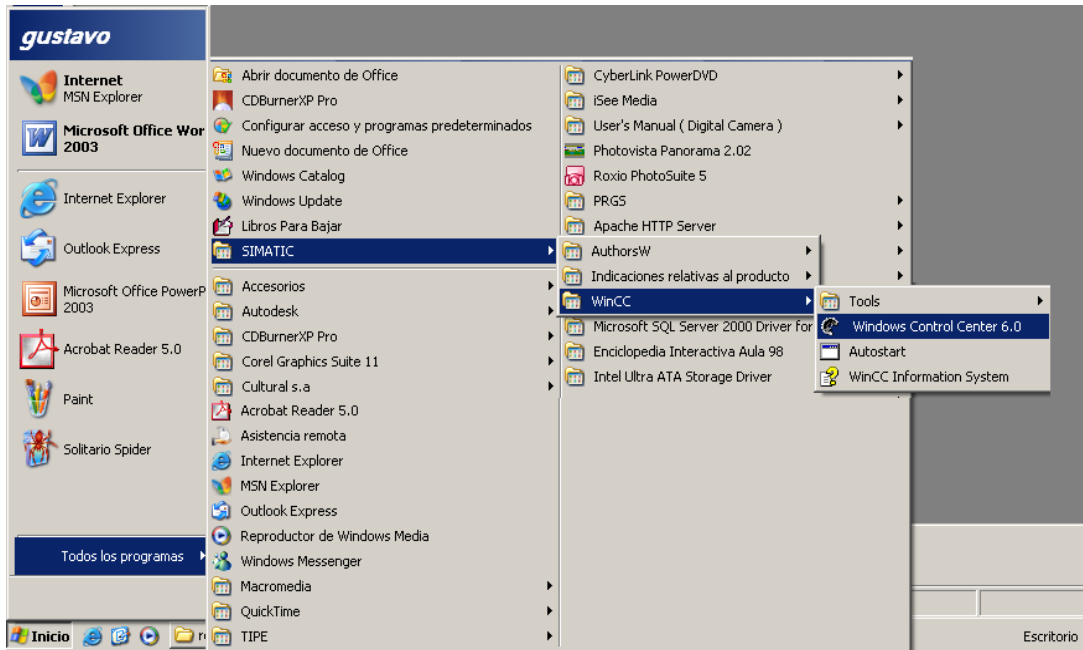 gustavo
Internet
MSN Explorer
Microsoft Office Wor
2003
Internet Explorer
Outlook Express
Microsoft Office PowerP
2003
Acrobat Reader 5.0
Paint
Solitario Spider
Todos los programas
Inicio
Abrir documento de Office
CDBurnerXP Pro
Configurar acceso y programas predeterminados
Nuevo documento de Office
Windows Catalog
Windows Update
Libros Para Bajar
SIMATIC
Accesorios
Autodesk
CDBurnerXP Pro
Corel Graphics Suite 11
Cultural s.a
Acrobat Reader 5.0
Asistencia remota
Internet Explorer
MSN Explorer
Outlook Express
Reproductor de Windows Media
Windows Messenger
Macromedia
QuickTime
TIPE
CyberLink PowerDVD
iSee Media
User's Manual ( Digital Camera )
Photovista Panorama 2.02
Roxio PhotoSuite 5
PRGS
Apache HTTP Server
AuthorsW
Indicaciones relativas al producto
WinCC
Microsoft SQL Server 2000 Driver for
Enciclopedia Interactiva Aula 98
Intel Ultra ATA Storage Driver
Tools
Windows Control Center 6.0
Autostart
WinCC Information System
Escritorio